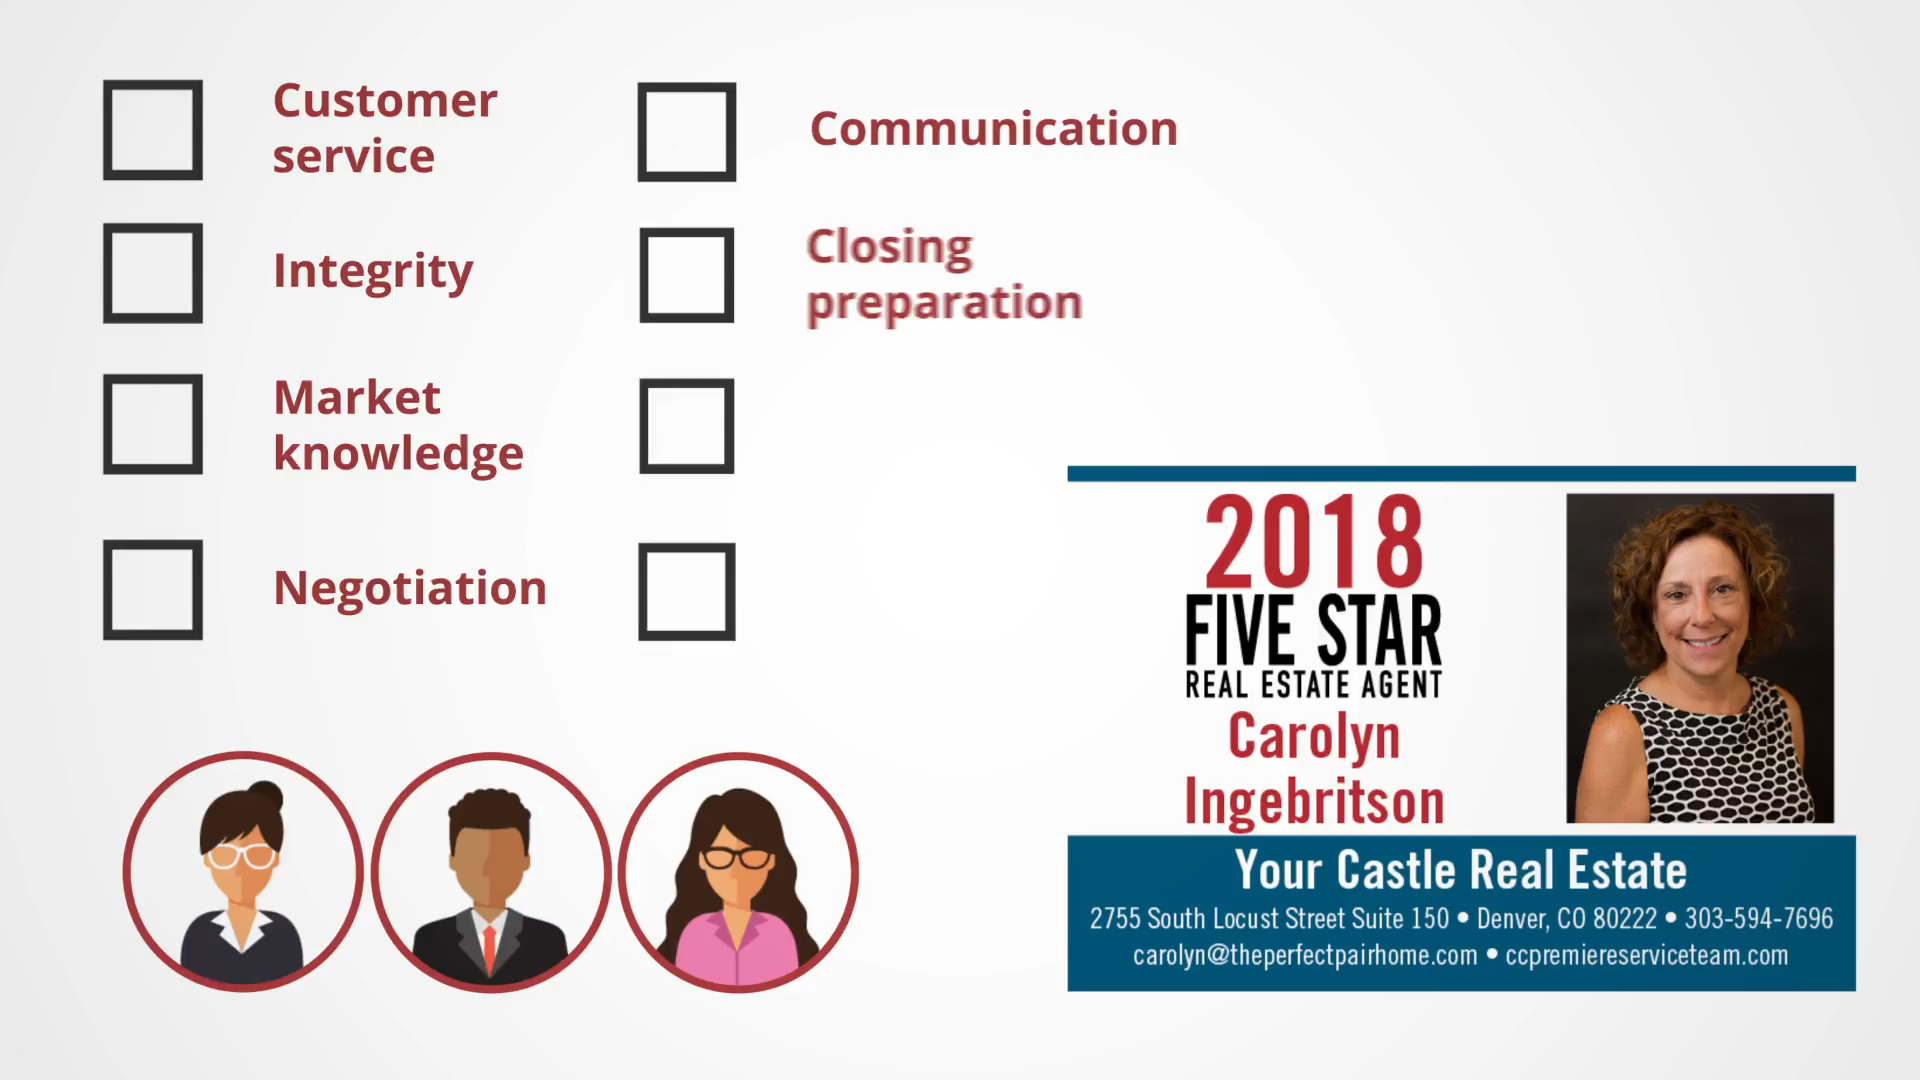 Customer
service
Integrity
Market
knowledge
Negotiation
Communication
Closing
preparation
2018
FIVE STAR
REAL ESTATE AGENT
Carolyn
Ingebritson
Your Castle Real Estate
2755 South Locust Street Suite 150 • Denver, CO 80222 • 303-594-7696
carolyn@theperfectpairhome.com • ccpremiereserviceteam.com